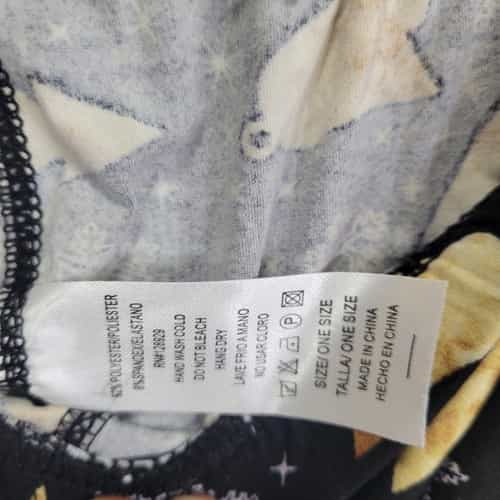 92% POLYESTER/POLIESTER
8% SPANDEX/ELASTANO
RN#128629
HAND WASH COLD
DO NOT BLEACH
HANG DRY
LAVE FRIO A MANO
NO USAR CLORO
SIZE/ ONE SIZE
TALLA/ ONE SIZE
MADE IN CHINA
HECHO EN CHINA